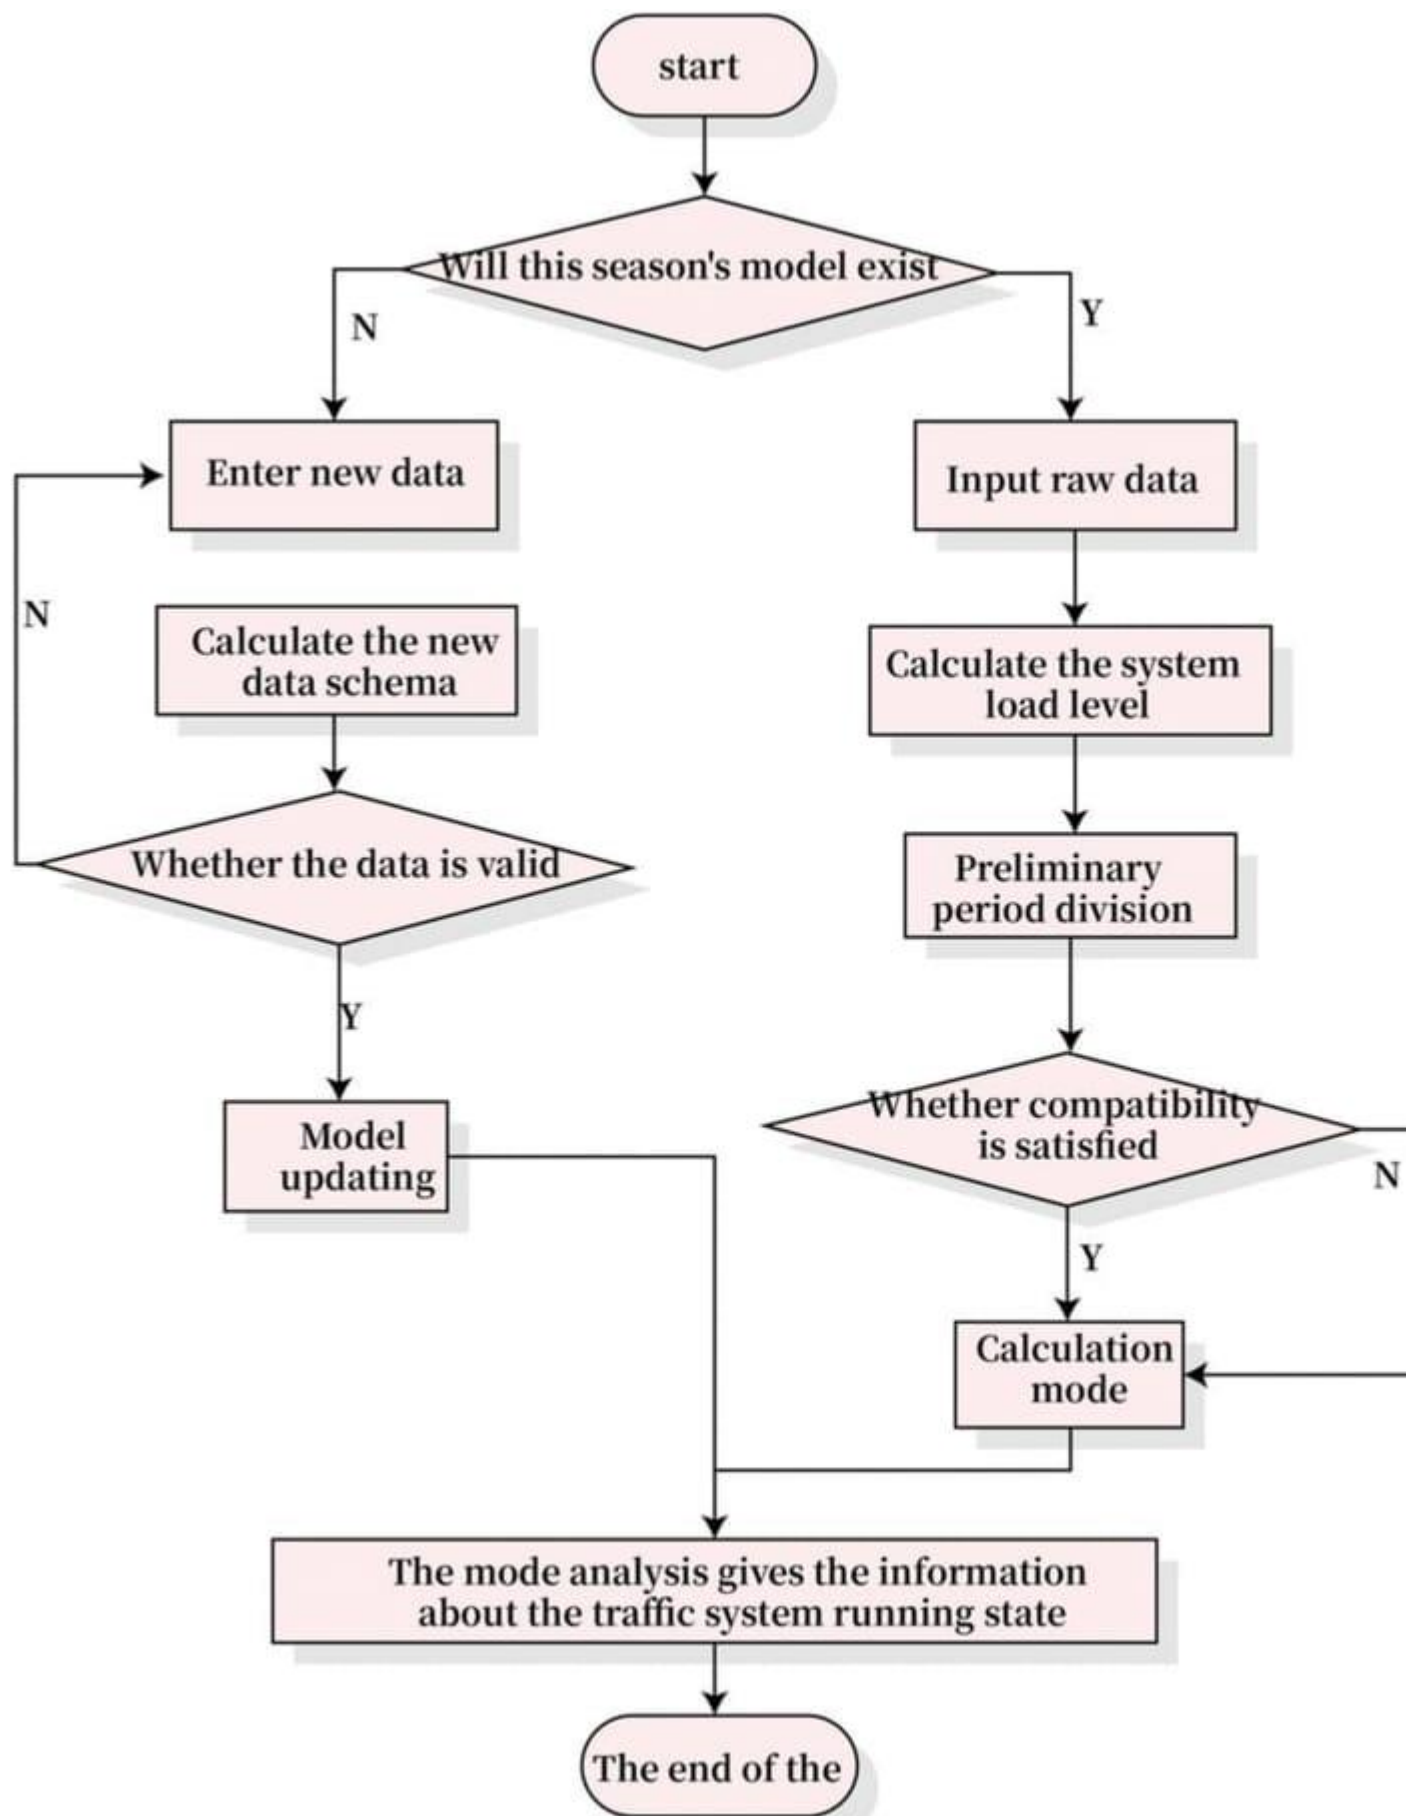 start
Will this season's model exist
N
Y
Enter new data
Input raw data
N
Calculate the new
data schema
Calculate the system
load level
Whether the data is valid
Preliminary
period division
Y
Model
updating
Whether compatibility
is satisfied
N
Y
Calculation
mode
The mode analysis gives the information
about the traffic system running state
The end of the